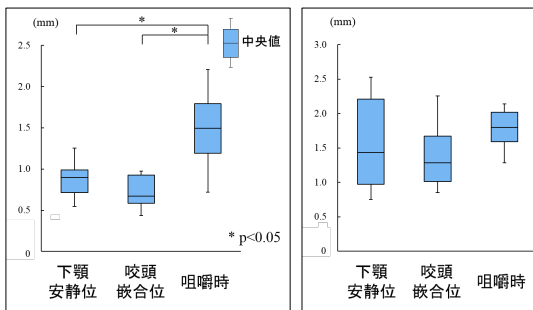 (mm)
*
*
中央値
2.5
2.0
1.5
1.0
0.5
0
* p<0.05
下顎
安静位
咬頭
嵌合位
咀嚼時
(mm)
3.0
2.5
2.0
1.5
1.0
0.5
0
下顎
安静位
咬頭
嵌合位
咀嚼時